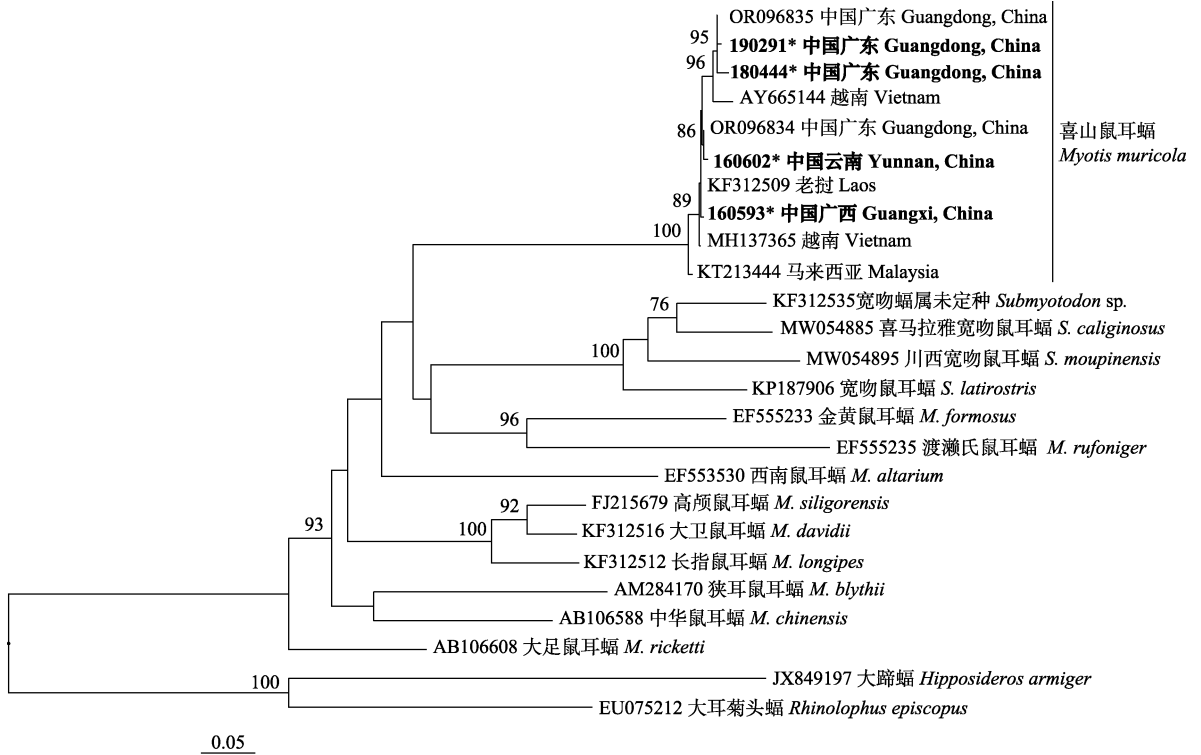 OR096835 中国广东 Guangdong, China
95
190291* 中国广东 Guangdong, China
96
180444* 中国广东 Guangdong, China
AY665144 越南 Vietnam
86
OR096834 中国广东 Guangdong, China
喜山鼠耳蝠
Myotis muricola
160602* 中国云南 Yunnan, China
KF312509 老挝 Laos
89
160593* 中国广西 Guangxi, China
100
MH137365 越南 Vietnam
KT213444 马来西亚 Malaysia
76
KF312535宽吻蝠属未定种 Submyotodon sp.
MW054885 喜马拉雅宽吻鼠耳蝠 S. caliginosus
100
MW054895 川西宽吻鼠耳蝠 S. moupinensis
KP187906 宽吻鼠耳蝠 S. latirostris
96
EF555233 金黄鼠耳蝠 M. formosus
EF555235 渡濑氏鼠耳蝠 M. rufoniger
EF553530 西南鼠耳蝠 M. altarium
92
FJ215679 高颅鼠耳蝠 M. siligorensis
93
100
KF312516 大卫鼠耳蝠 M. davidii
KF312512 长指鼠耳蝠 M. longipes
AM284170 狭耳鼠耳蝠 M. blythii
AB106588 中华鼠耳蝠 M. chinensis
AB106608 大足鼠耳蝠 M. ricketti
100
JX849197 大蹄蝠 Hipposideros armiger
EU075212 大耳菊头蝠 Rhinolophus episcopus
0.05